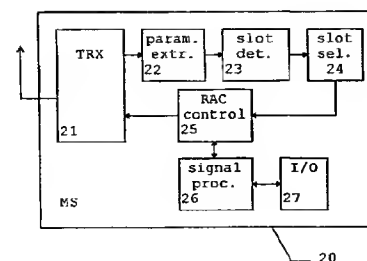 TRX
21
param.
extr.
22
slot
det.
23
slot
sel.
24
RAC
control
25
signal
proc.
26
I/O
27
MS
20